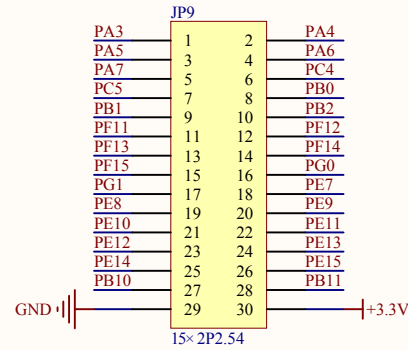 JP9
PA3 1 2 PA4
PA5 3 4 PA6
PA7 5 6 PC4
PC5 7 8 PB0
PB1 9 10 PB2
PF11 11 12 PF12
PF13 13 14 PF14
PF15 15 16 PG0
PG1 17 18 PE7
PE8 19 20 PE9
PE10 21 22 PE11
PE12 23 24 PE13
PE14 25 26 PE15
PB10 27 28 PB11
GND 29 30 +3.3V
15×2P2.54